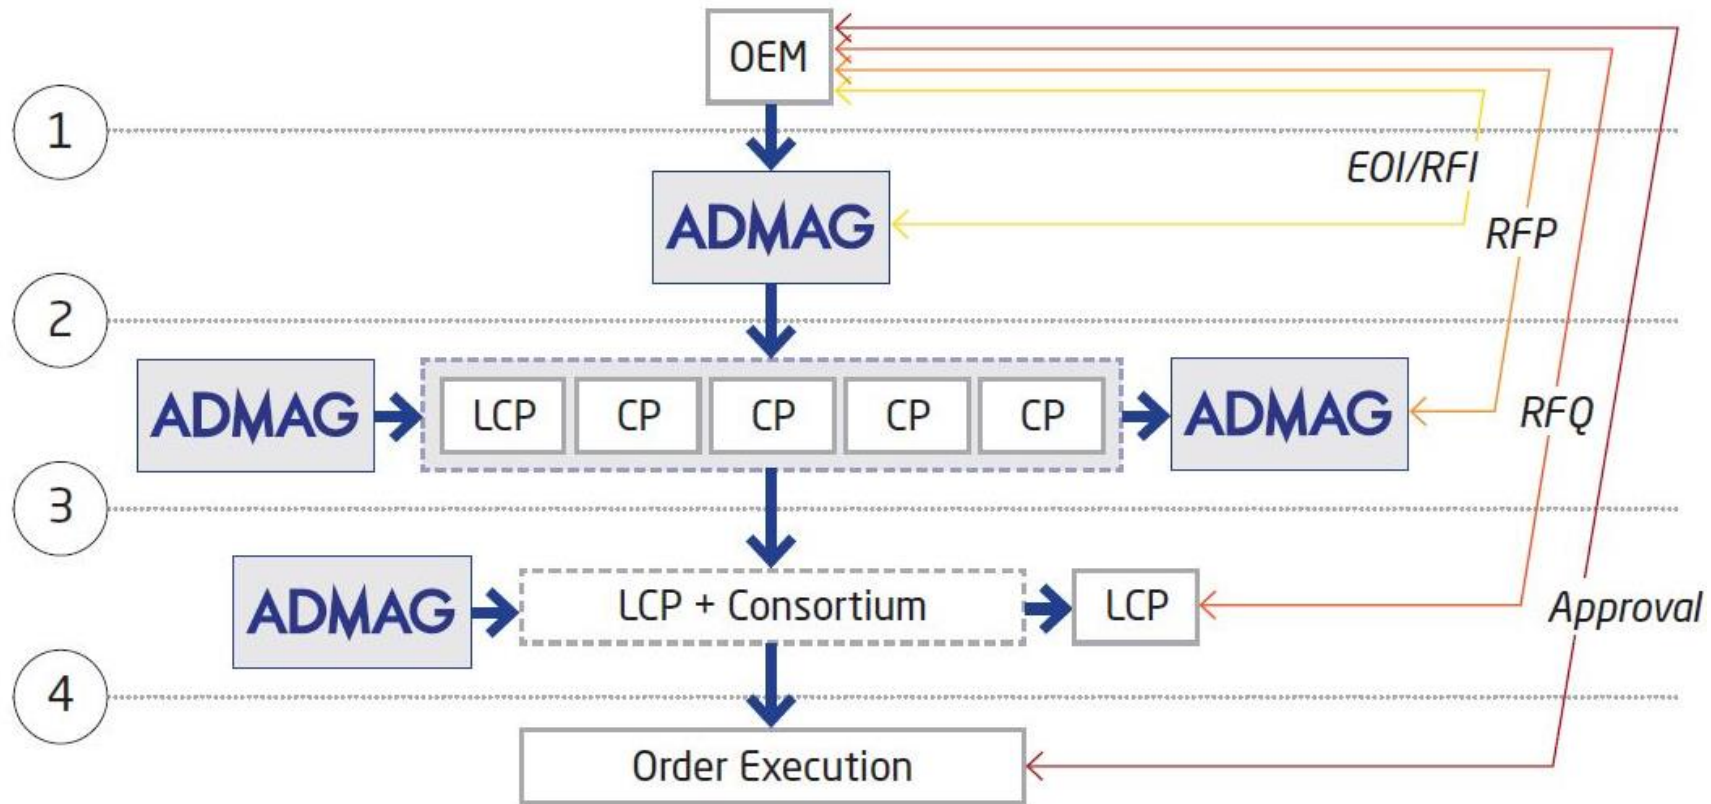 OEM
1
EOI/RFI
ADMAG
RFP
2
ADMAG
LCP
CP
CP
CP
CP
ADMAG
RFQ
3
ADMAG
LCP + Consortium
LCP
Approval
4
Order Execution